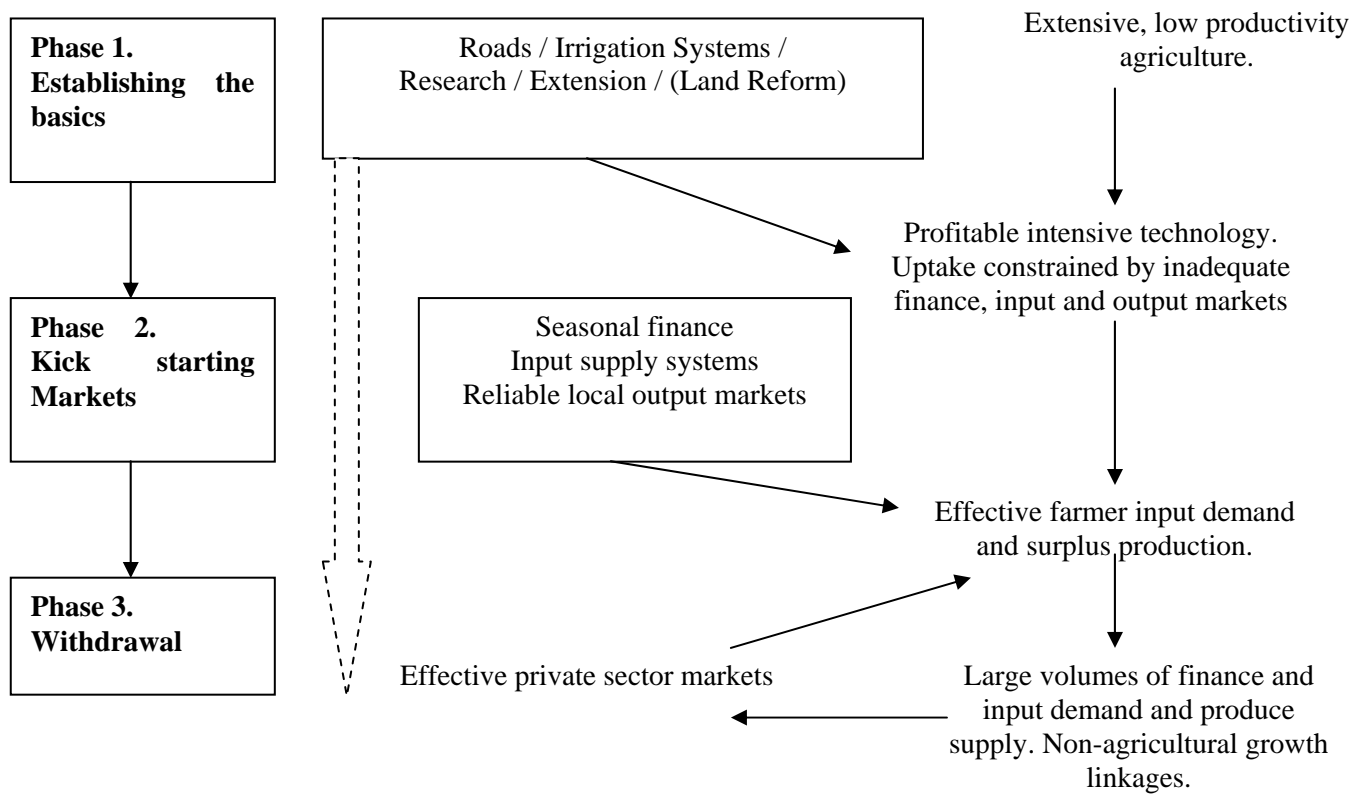 Phase 1.
Establishing the
basics
Roads / Irrigation Systems /
Research / Extension / (Land Reform)
Extensive, low productivity
agriculture.
Profitable intensive technology.
Uptake constrained by inadequate
finance, input and output markets
Phase 2.
Kick starting
Markets
Seasonal finance
Input supply systems
Reliable local output markets
Effective farmer input demand
and surplus production.
Phase 3.
Withdrawal
Effective private sector markets
Large volumes of finance and
input demand and produce
supply. Non-agricultural growth
linkages.